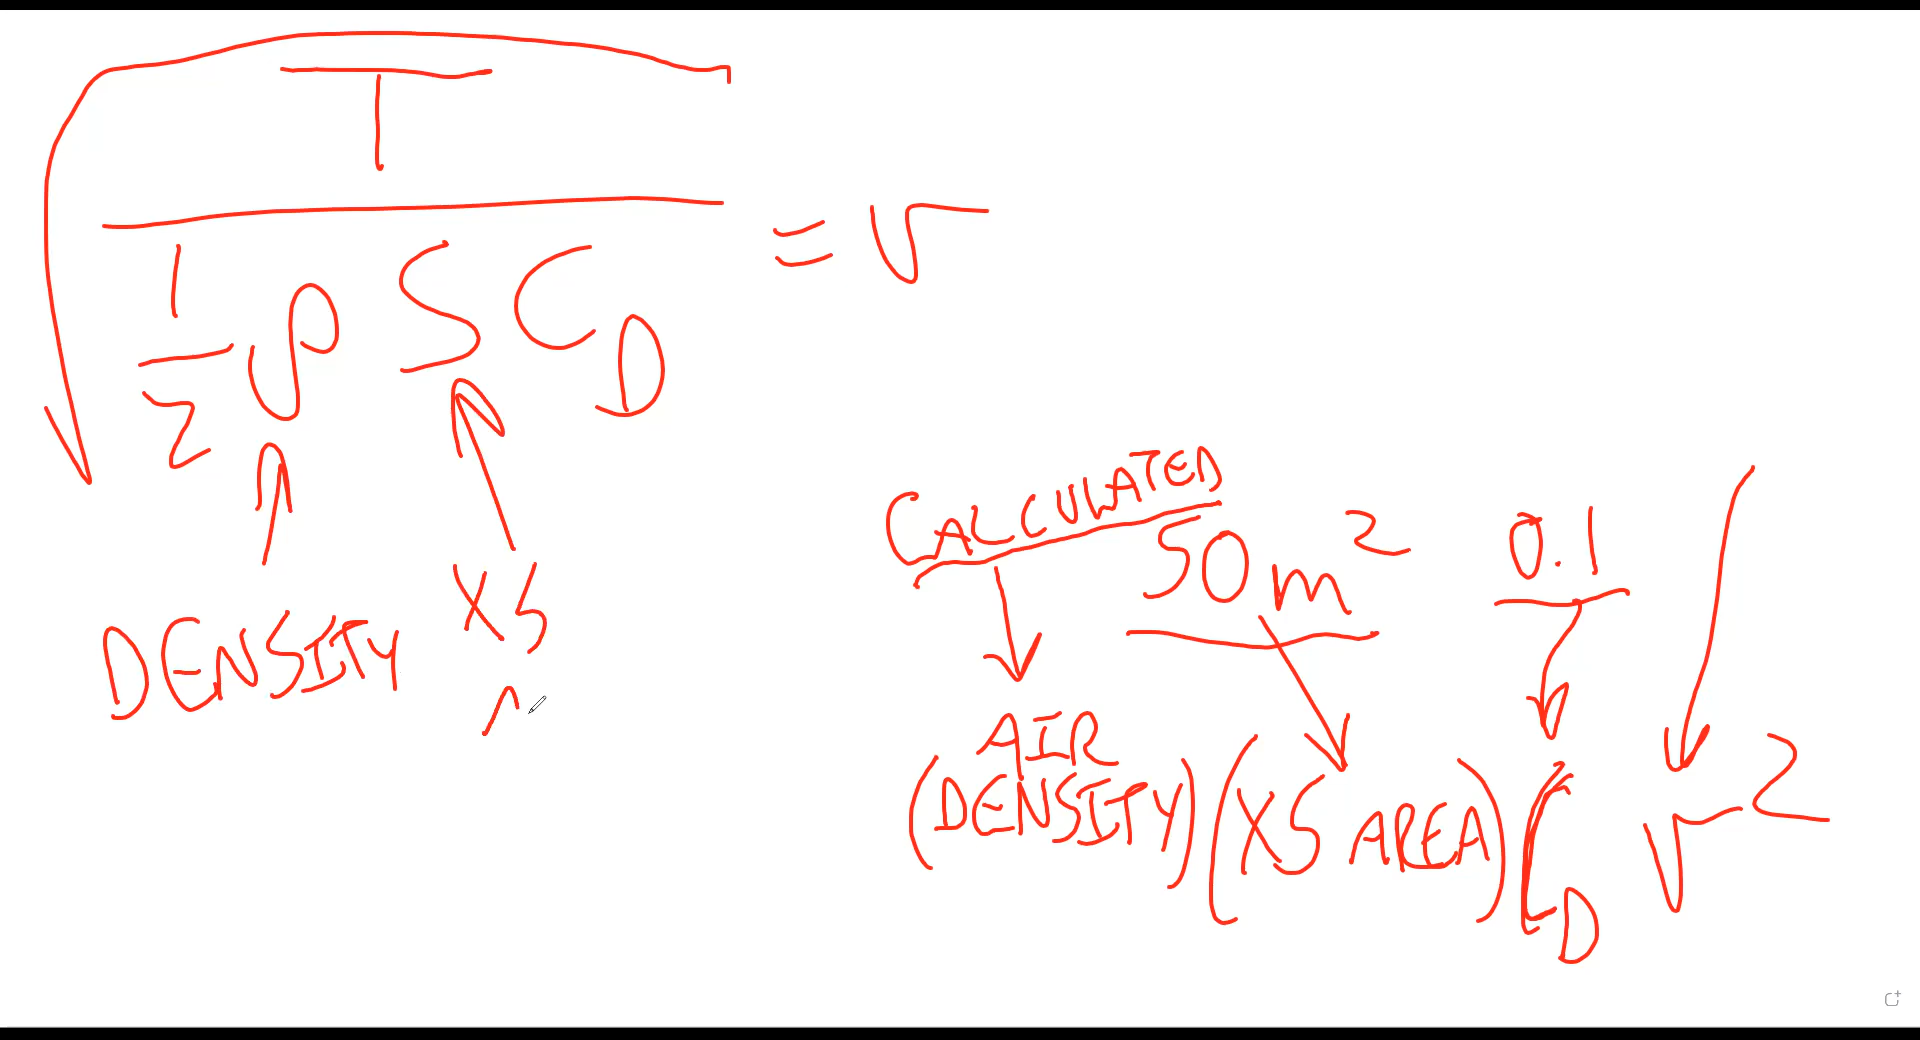 T
1/2 ρ S C_D = v
DENSITY
XS
CALCULATED
50 m²
0.1
(AIR DENSITY) (XS AREA) C_D v²